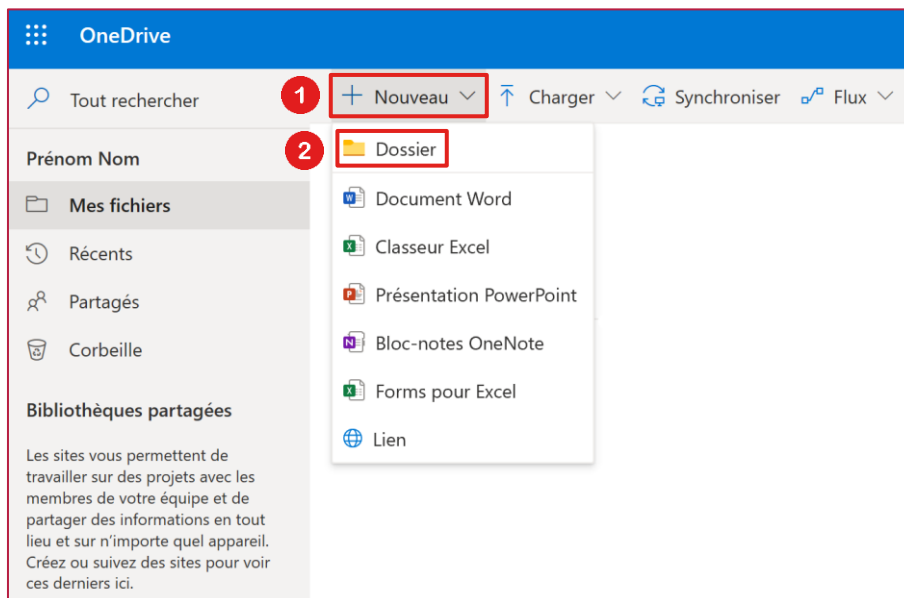 OneDrive
Tout rechercher
1
Nouveau
Charger
Synchroniser
Flux
2
Dossier
Document Word
Classeur Excel
Présentation PowerPoint
Bloc-notes OneNote
Forms pour Excel
Lien
Prénom Nom
Mes fichiers
Récents
Partagés
Corbeille
Bibliothèques partagées
Les sites vous permettent de
travailler sur des projets avec les
membres de votre équipe et de
partager des informations en tout
lieu et sur n’importe quel appareil.
Créez ou suivez des sites pour voir
ces derniers ici.